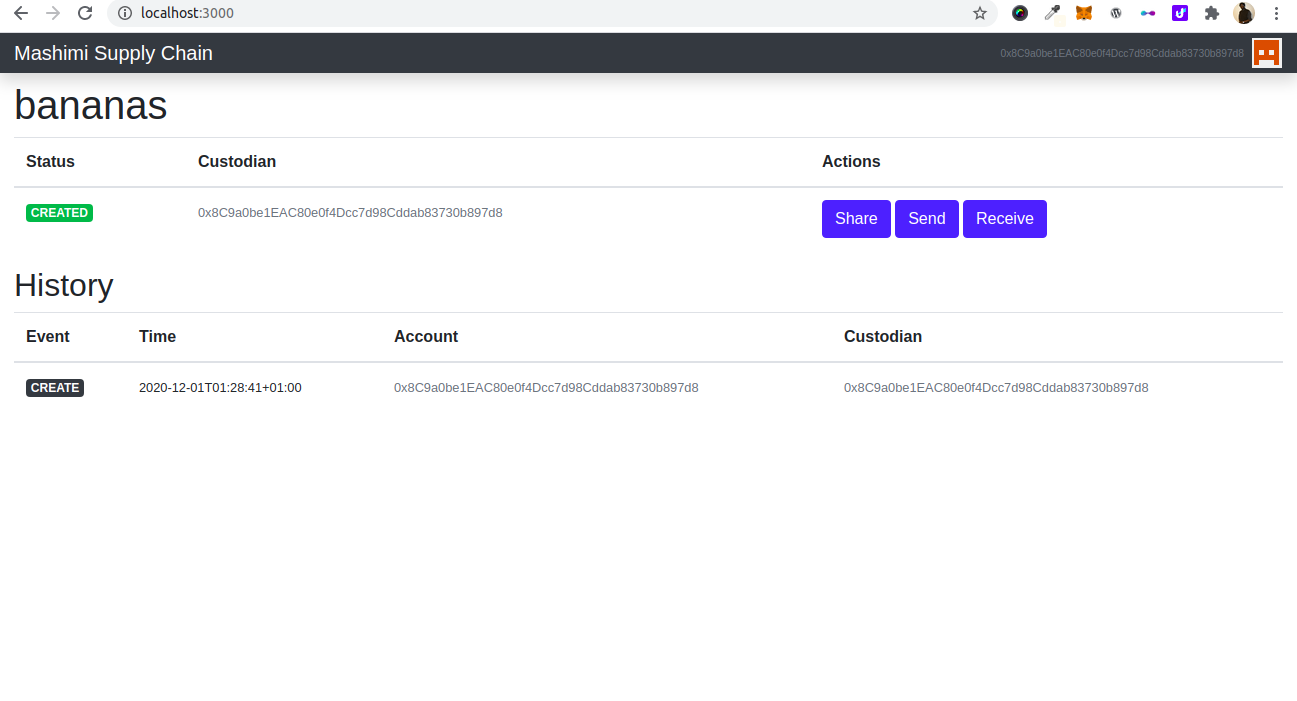 localhost:3000
Mashimi Supply Chain 0x8C9a0be1EAC80e0f4Dcc7d98Cddab83730b897d8
bananas
Status Custodian Actions
CREATED 0x8C9a0be1EAC80e0f4Dcc7d98Cddab83730b897d8 Share Send Receive
History
Event Time Account Custodian
CREATE 2020-12-01T01:28:41+01:00 0x8C9a0be1EAC80e0f4Dcc7d98Cddab83730b897d8 0x8C9a0be1EAC80e0f4Dcc7d98Cddab83730b897d8